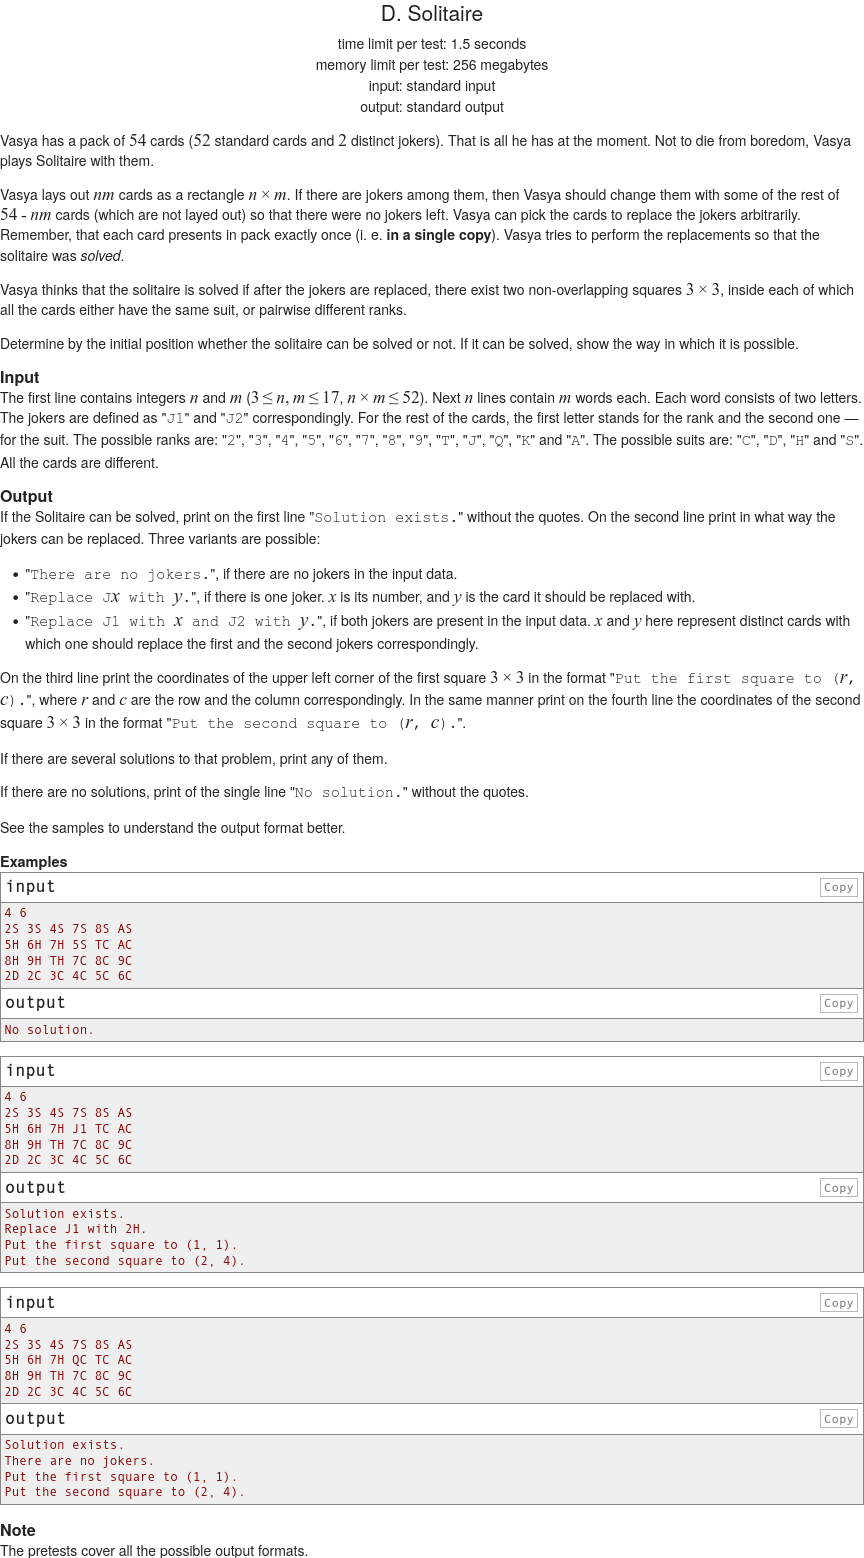 D. Solitaire
time limit per test: 1.5 seconds
memory limit per test: 256 megabytes
input: standard input
output: standard output
Vasya has a pack of 54 cards (52 standard cards and 2 distinct jokers). That is all he has at the moment. Not to die from boredom, Vasya
plays Solitaire with them.
Vasya lays out nm cards as a rectangle n × m. If there are jokers among them, then Vasya should change them with some of the rest of
54 - nm cards (which are not layed out) so that there were no jokers left. Vasya can pick the cards to replace the jokers arbitrarily.
Remember, that each card presents in pack exactly once (i. e. in a single copy). Vasya tries to perform the replacements so that the
solitaire was solved.
Vasya thinks that the solitaire is solved if after the jokers are replaced, there exist two non-overlapping squares 3 × 3, inside each of which
all the cards either have the same suit, or pairwise different ranks.
Determine by the initial position whether the solitaire can be solved or not. If it can be solved, show the way in which it is possible.
Input
The first line contains integers n and m (3 ≤ n, m ≤ 17, n × m ≤ 52). Next n lines contain m words each. Each word consists of two letters.
The jokers are defined as "J1" and "J2" correspondingly. For the rest of the cards, the first letter stands for the rank and the second one —
for the suit. The possible ranks are: "2", "3", "4", "5", "6", "7", "8", "9", "T", "J", "Q", "K" and "A". The possible suits are: "C", "D", "H" and "S".
All the cards are different.
Output
If the Solitaire can be solved, print on the first line "Solution exists." without the quotes. On the second line print in what way the
jokers can be replaced. Three variants are possible:
• "There are no jokers.", if there are no jokers in the input data.
• "Replace Jx with y.", if there is one joker. x is its number, and y is the card it should be replaced with.
• "Replace J1 with x and J2 with y.", if both jokers are present in the input data. x and y here represent distinct cards with
which one should replace the first and the second jokers correspondingly.
On the third line print the coordinates of the upper left corner of the first square 3 × 3 in the format "Put the first square to (r,
c).", where r and c are the row and the column correspondingly. In the same manner print on the fourth line the coordinates of the second
square 3 × 3 in the format "Put the second square to (r, c).".
If there are several solutions to that problem, print any of them.
If there are no solutions, print of the single line "No solution." without the quotes.
See the samples to understand the output format better.
Examples
input Copy
4 6
2S 3S 4S 7S 8S AS
5H 6H 7H 5S TC AC
8H 9H TH 7C 8C 9C
2D 2C 3C 4C 5C 6C
output Copy
No solution.
input Copy
4 6
2S 3S 4S 7S 8S AS
5H 6H 7H J1 TC AC
8H 9H TH 7C 8C 9C
2D 2C 3C 4C 5C 6C
output Copy
Solution exists.
Replace J1 with 2H.
Put the first square to (1, 1).
Put the second square to (2, 4).
input Copy
4 6
2S 3S 4S 7S 8S AS
5H 6H 7H QC TC AC
8H 9H TH 7C 8C 9C
2D 2C 3C 4C 5C 6C
output Copy
Solution exists.
There are no jokers.
Put the first square to (1, 1).
Put the second square to (2, 4).
Note
The pretests cover all the possible output formats.